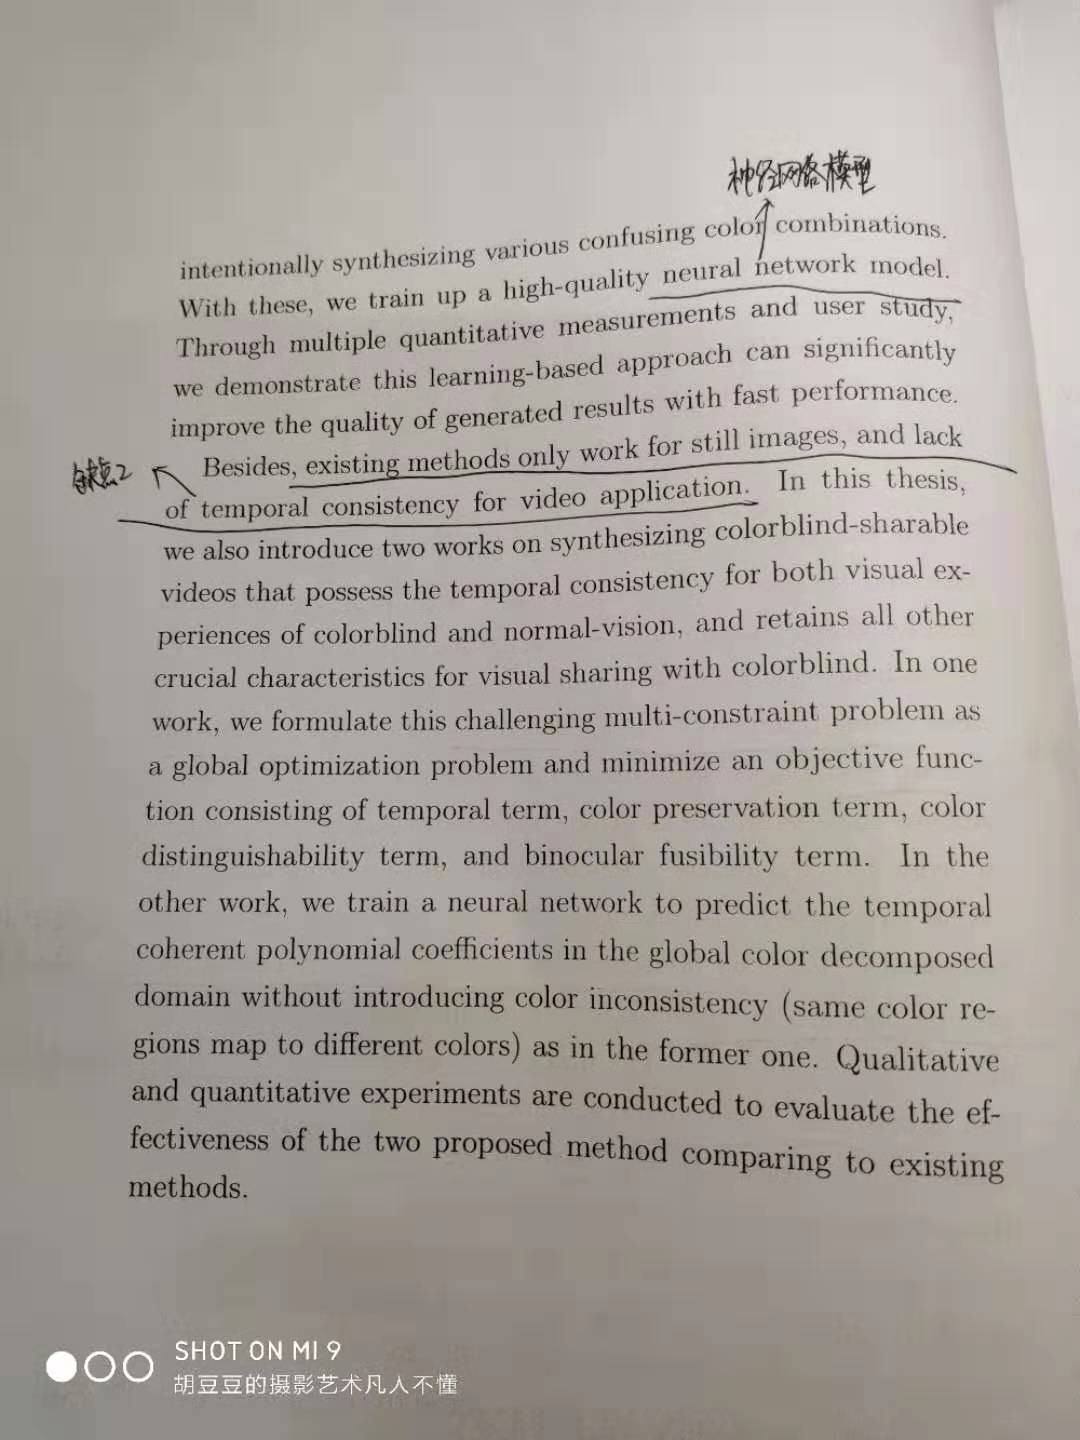 神经网络模型
intentionally synthesizing various confusing color combinations.
With these, we train up a high-quality neural network model.
Through multiple quantitative measurements and user study,
we demonstrate this learning-based approach can significantly
improve the quality of generated results with fast performance.
缺点2
Besides, existing methods only work for still images, and lack
of temporal consistency for video application. In this thesis,
we also introduce two works on synthesizing colorblind-sharable
videos that possess the temporal consistency for both visual ex-
periences of colorblind and normal-vision, and retains all other
crucial characteristics for visual sharing with colorblind. In one
work, we formulate this challenging multi-constraint problem as
a global optimization problem and minimize an objective func-
tion consisting of temporal term, color preservation term, color
distinguishability term, and binocular fusibility term. In the
other work, we train a neural network to predict the temporal
coherent polynomial coefficients in the global color decomposed
domain without introducing color inconsistency (same color re-
gions map to different colors) as in the former one. Qualitative
and quantitative experiments are conducted to evaluate the ef-
fectiveness of the two proposed method comparing to existing
methods.
SHOT ON MI 9
胡豆豆的摄影艺术凡人不懂